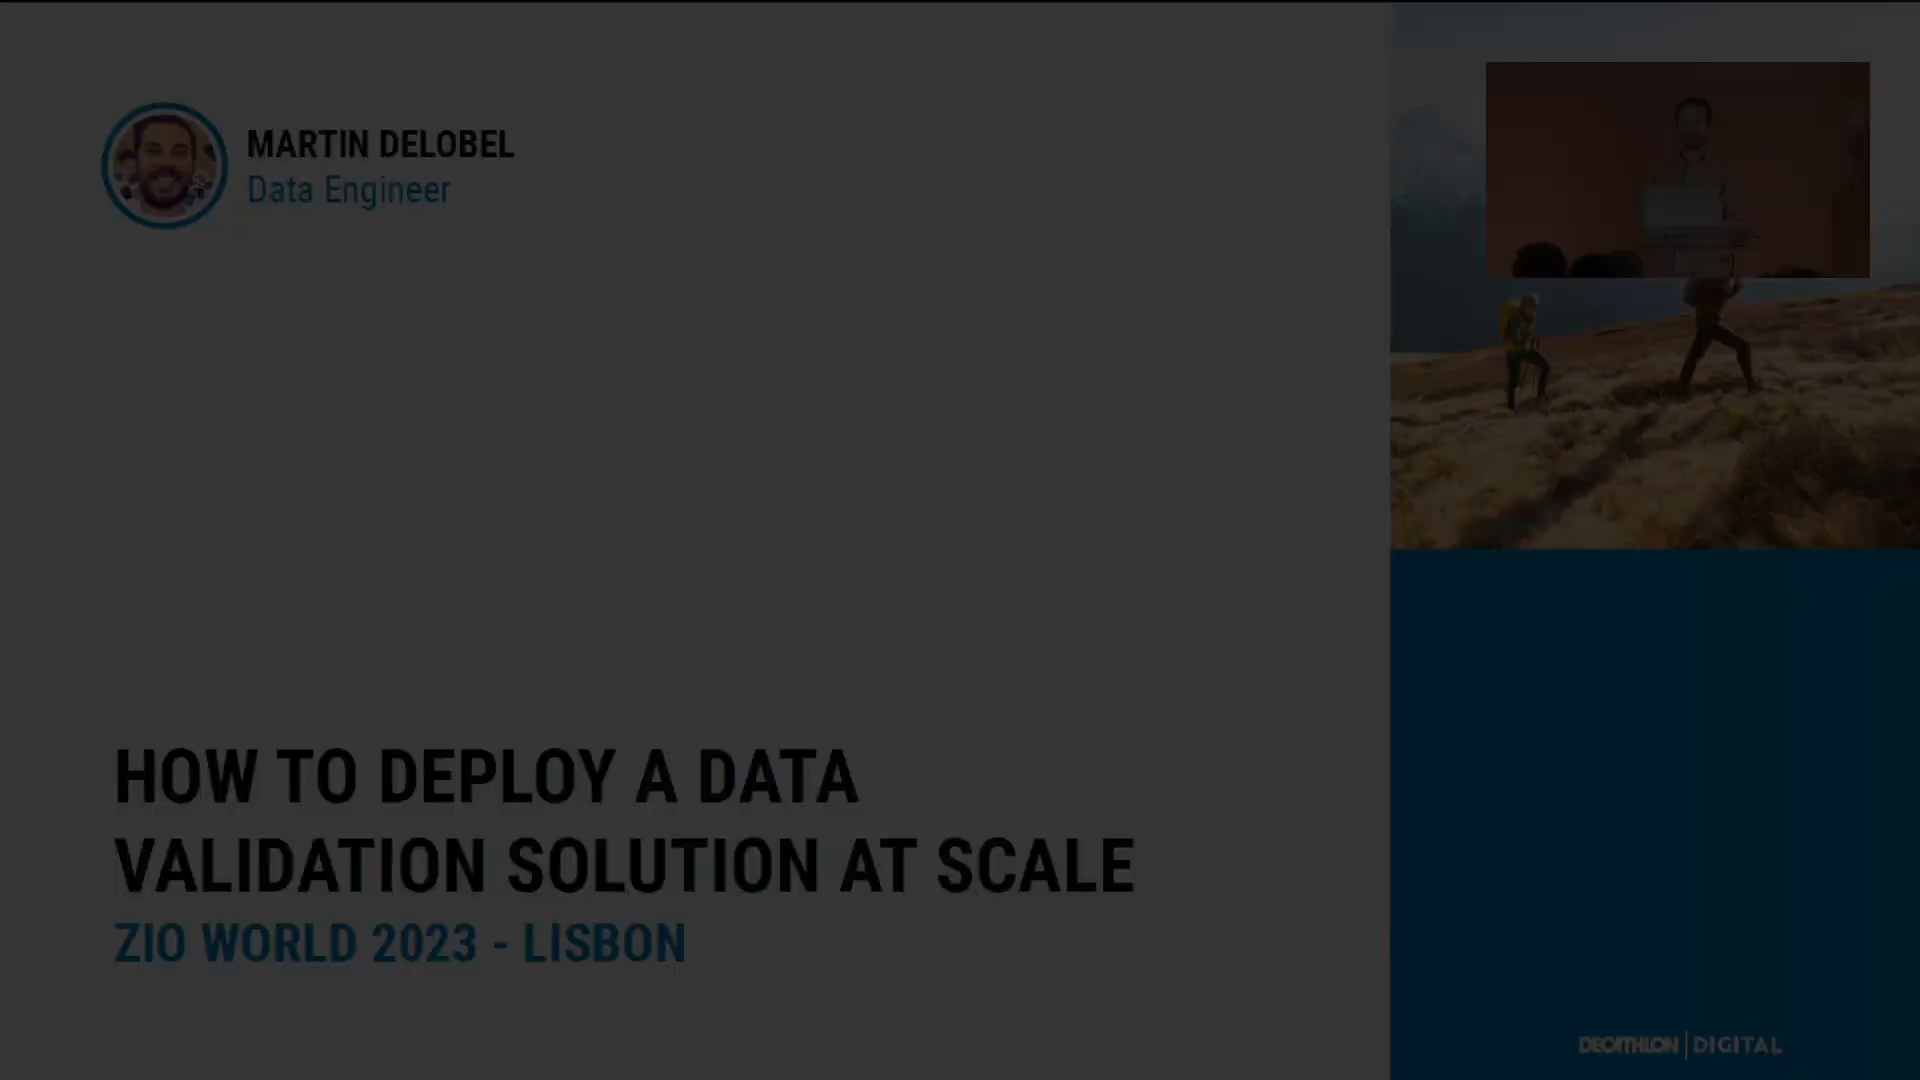 MARTIN DELOBEL
Data Engineer
HOW TO DEPLOY A DATA
VALIDATION SOLUTION AT SCALE
ZIO WORLD 2023 - LISBON
DECATHLON | DIGITAL